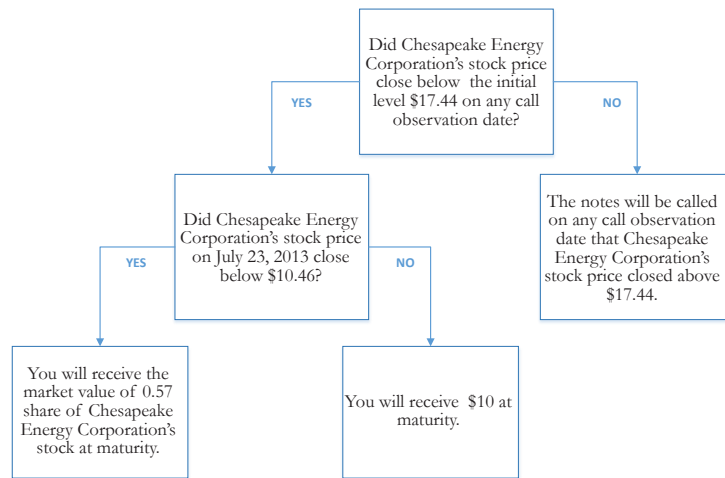 Did Chesapeake Energy
Corporation's stock price
close below the initial
level $17.44 on any call
observation date?
YES
NO
Did Chesapeake Energy
Corporation's stock price
on July 23, 2013 close
below $10.46?
The notes will be called
on any call observation
date that Chesapeake
Energy Corporation's
stock price closed above
$17.44.
YES
NO
You will receive the
market value of 0.57
share of Chesapeake
Energy Corporation's
stock at maturity.
You will receive $10 at
maturity.